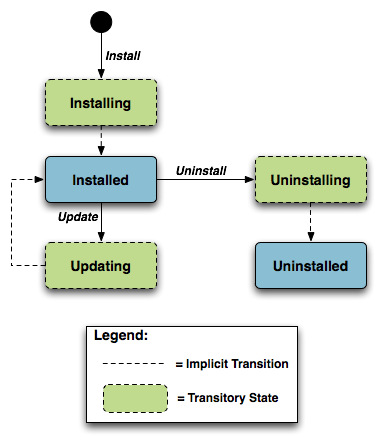 Install
Installing
Installed
Uninstall
Uninstalling
Update
Updating
Uninstalled
Legend:
= Implicit Transition
= Transitory State